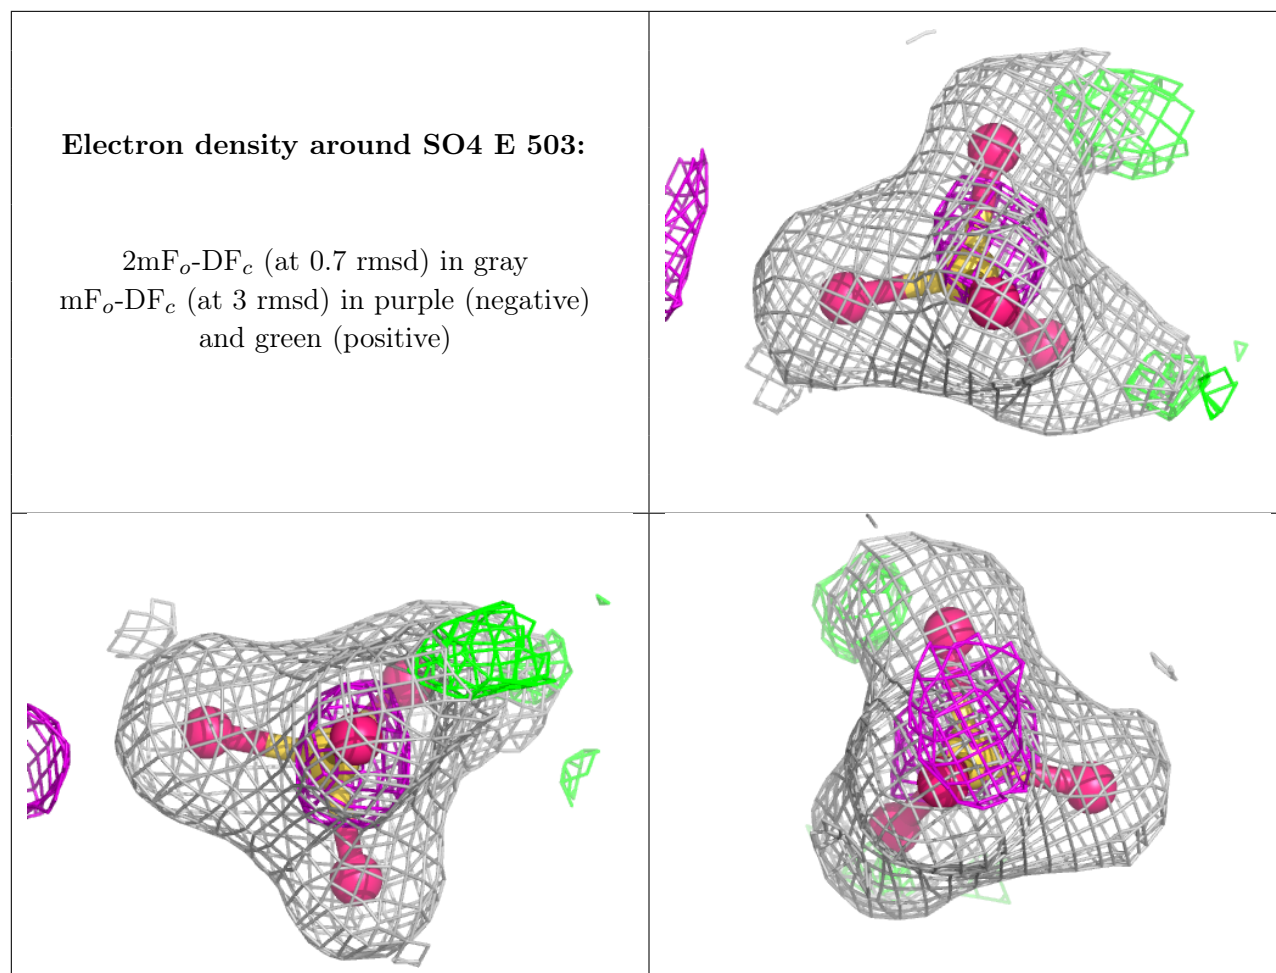 Electron density around SO4 E 503:
2mFₒ-DF𝒸 (at 0.7 rmsd) in gray
mFₒ-DF𝒸 (at 3 rmsd) in purple (negative)
and green (positive)